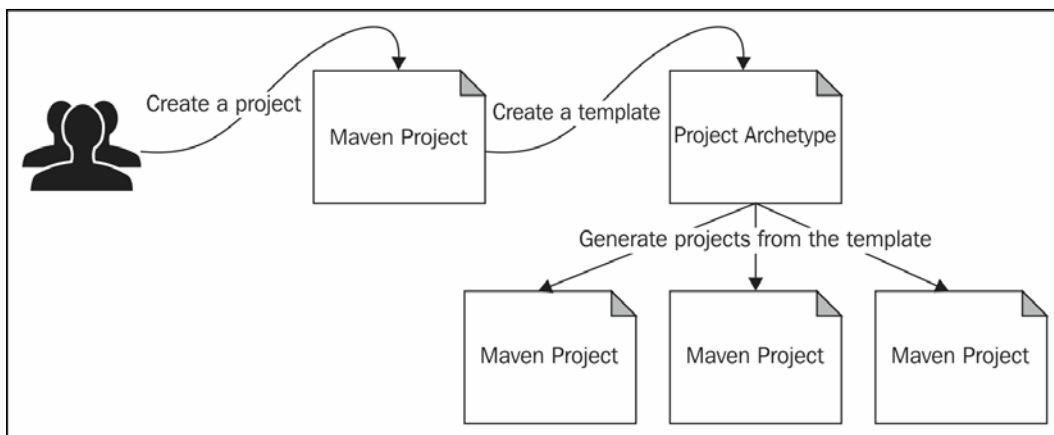 Create a project
Maven Project
Create a template
Project Archetype
Generate projects from the template
Maven Project
Maven Project
Maven Project